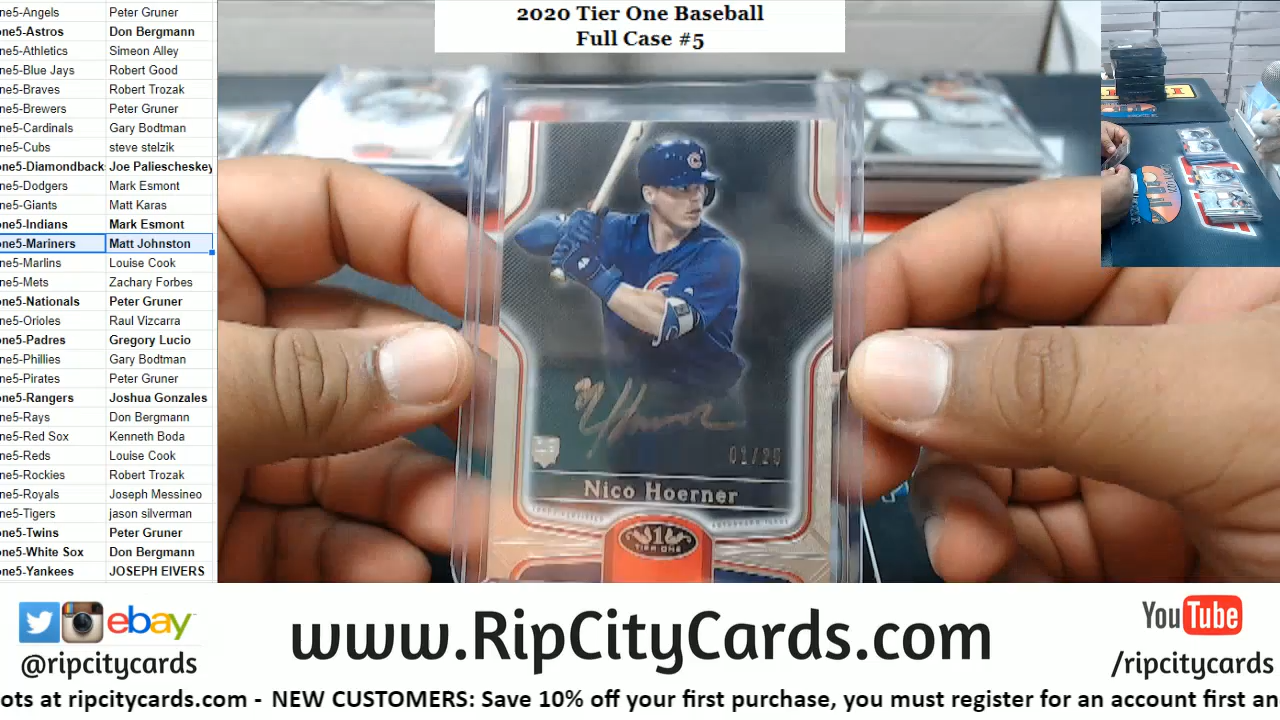 2020 Tier One Baseball
Full Case #5
ne5-Angels Peter Gruner
one5-Astros Don Bergmann
ne5-Athletics Simeon Alley
ne5-Blue Jays Robert Good
ne5-Braves Robert Trozak
ne5-Brewers Peter Gruner
ne5-Cardinals Gary Bodtman
ne5-Cubs steve stelzik
one5-Diamondback Joe Paliescheskey
ne5-Dodgers Mark Esmont
ne5-Giants Matt Karas
one5-Indians Mark Esmont
one5-Mariners Matt Johnston
ne5-Marlins Louise Cook
ne5-Mets Zachary Forbes
one5-Nationals Peter Gruner
ne5-Orioles Raul Vizcarra
one5-Padres Gregory Lucio
ne5-Phillies Gary Bodtman
ne5-Pirates Peter Gruner
one5-Rangers Joshua Gonzales
ne5-Rays Don Bergmann
ne5-Red Sox Kenneth Boda
ne5-Reds Louise Cook
ne5-Rockies Robert Trozak
ne5-Royals Joseph Messineo
ne5-Tigers jason silverman
one5-Twins Peter Gruner
one5-White Sox Don Bergmann
one5-Yankees JOSEPH EIVERS
C
01/25
Nico Hoerner
1
TIER ONE
ebay
@ripcitycards
www.RipCityCards.com
YouTube
/ripcitycards
ots at ripcitycards.com - NEW CUSTOMERS: Save 10% off your first purchase, you must register for an account first an